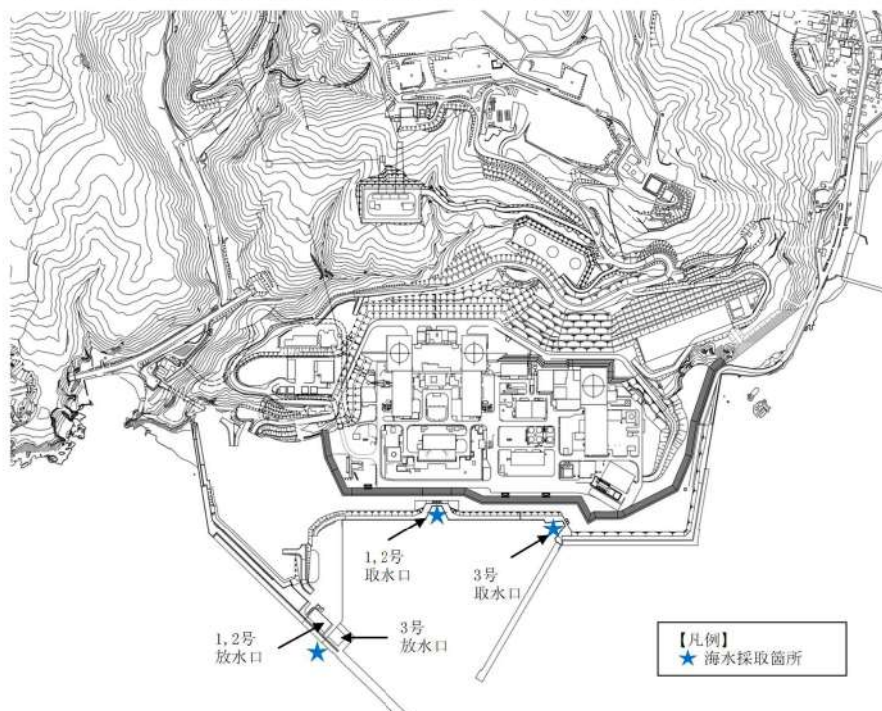 1,2号
取水口
3号
取水口
1,2号
放水口
3号
放水口
【凡例】
★ 海水採取箇所